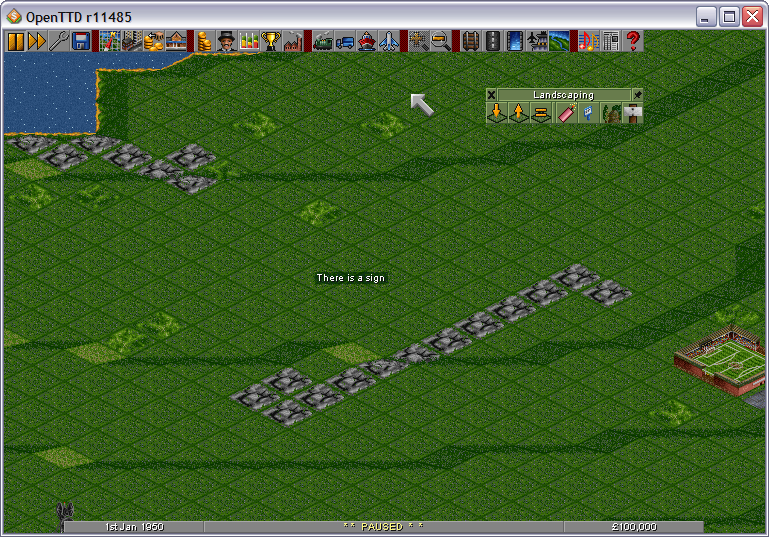 OpenTTD r11485
Landscaping
There is a sign
1st Jan 1950
** PAUSED * *
£100,000